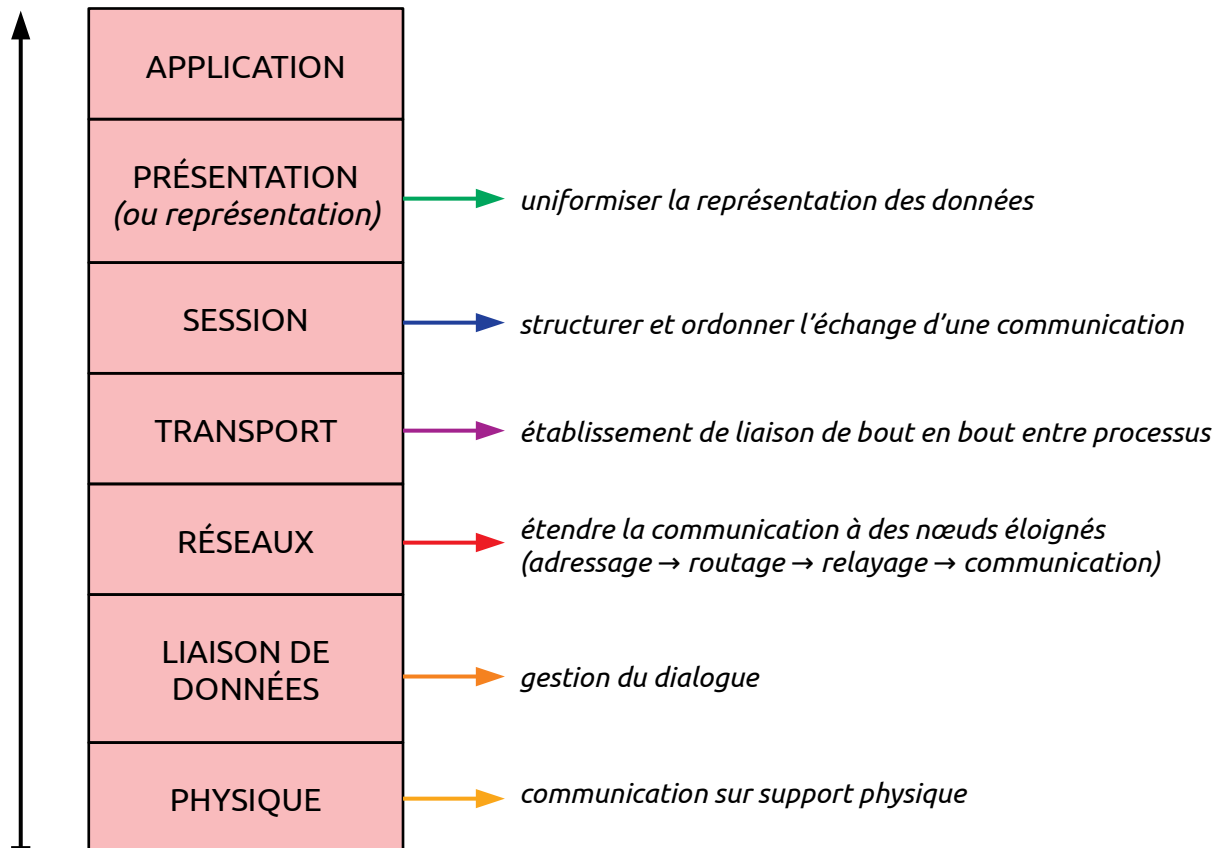 APPLICATION
PRÉSENTATION
(ou représentation)
uniformiser la représentation des données
SESSION
structurer et ordonner l’échange d’une communication
TRANSPORT
établissement de liaison de bout en bout entre processus
RÉSEAUX
étendre la communication à des nœuds éloignés
(adressage → routage → relayage → communication)
LIAISON DE
DONNÉES
gestion du dialogue
PHYSIQUE
communication sur support physique